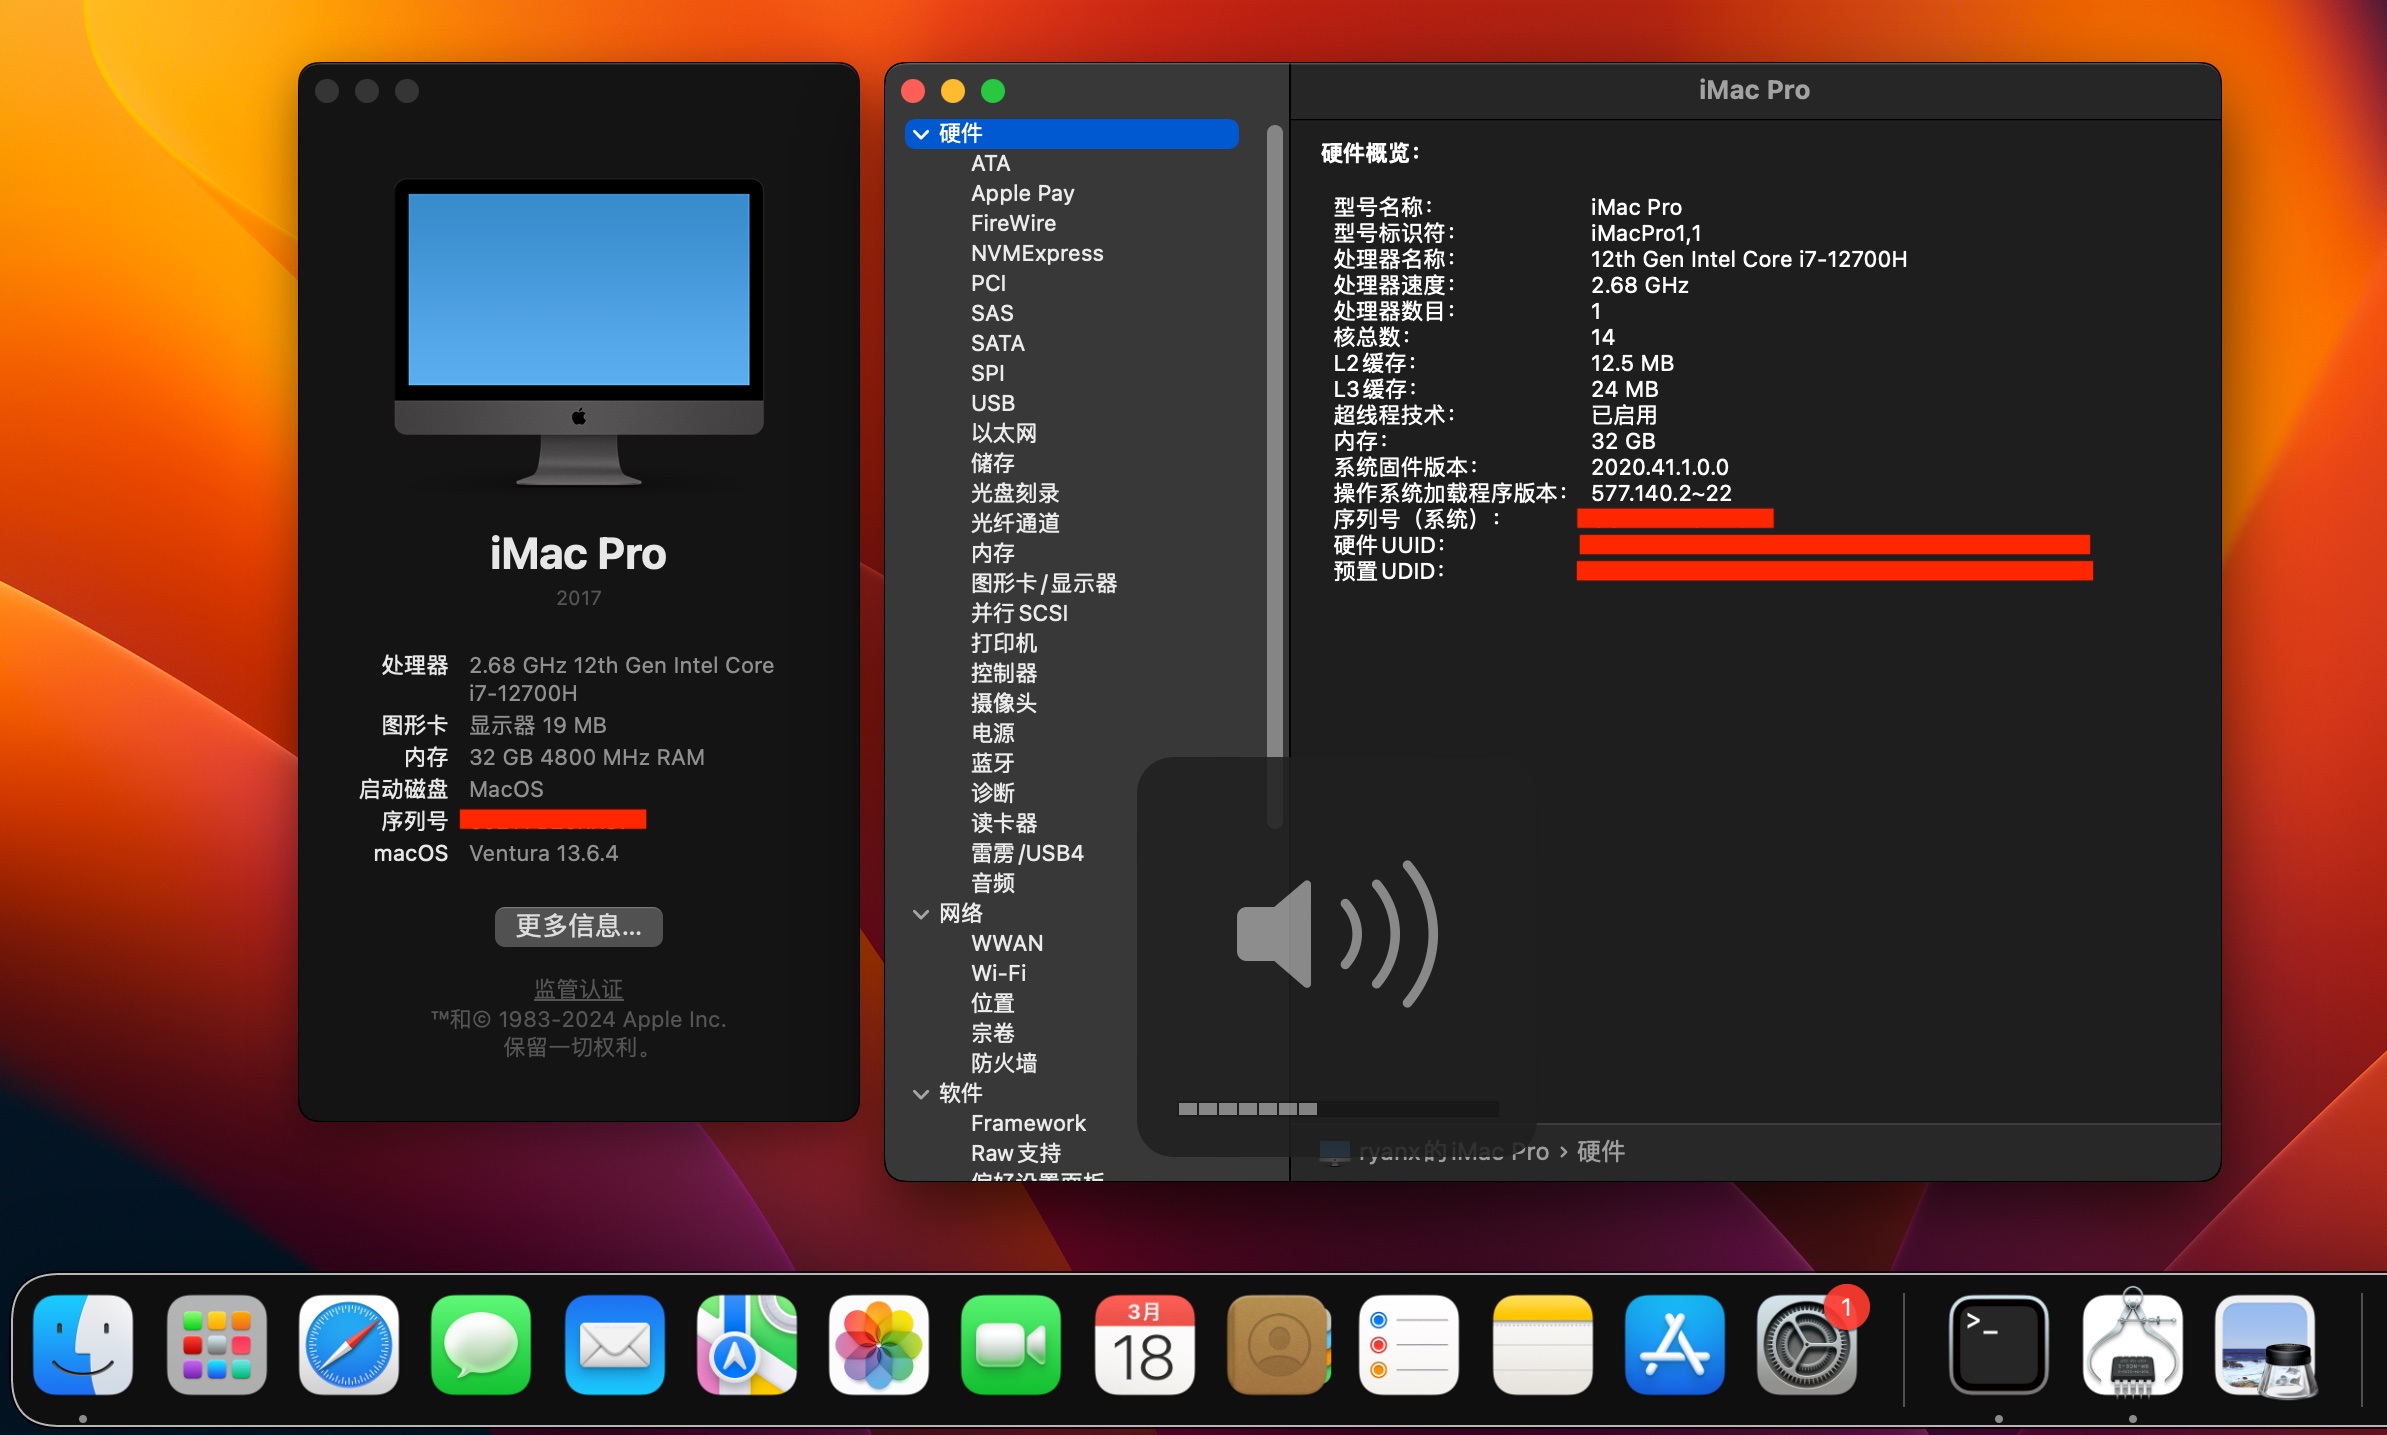 iMac Pro
2017
处理器 2.68 GHz 12th Gen Intel Core
i7-12700H
图形卡 显示器 19 MB
内存 32 GB 4800 MHz RAM
启动磁盘 MacOS
序列号
macOS Ventura 13.6.4
更多信息...
监管认证
™和© 1983-2024 Apple Inc.
保留一切权利。
硬件
ATA
Apple Pay
FireWire
NVMExpress
PCI
SAS
SATA
SPI
USB
以太网
储存
光盘刻录
光纤通道
内存
图形卡/显示器
并行SCSI
打印机
控制器
摄像头
电源
蓝牙
诊断
读卡器
雷雳/USB4
音频
网络
WWAN
Wi-Fi
位置
宗卷
防火墙
软件
Framework
Raw支持
偏好设置面板
iMac Pro
硬件概览：
型号名称： iMac Pro
型号标识符： iMacPro1,1
处理器名称： 12th Gen Intel Core i7-12700H
处理器速度： 2.68 GHz
处理器数目： 1
核总数： 14
L2缓存： 12.5 MB
L3缓存： 24 MB
超线程技术： 已启用
内存： 32 GB
系统固件版本： 2020.41.1.0.0
操作系统加载程序版本： 577.140.2~22
序列号（系统）：
硬件UUID：
预置UDID：
ryanx的iMac Pro › 硬件
3月
18
1
>_